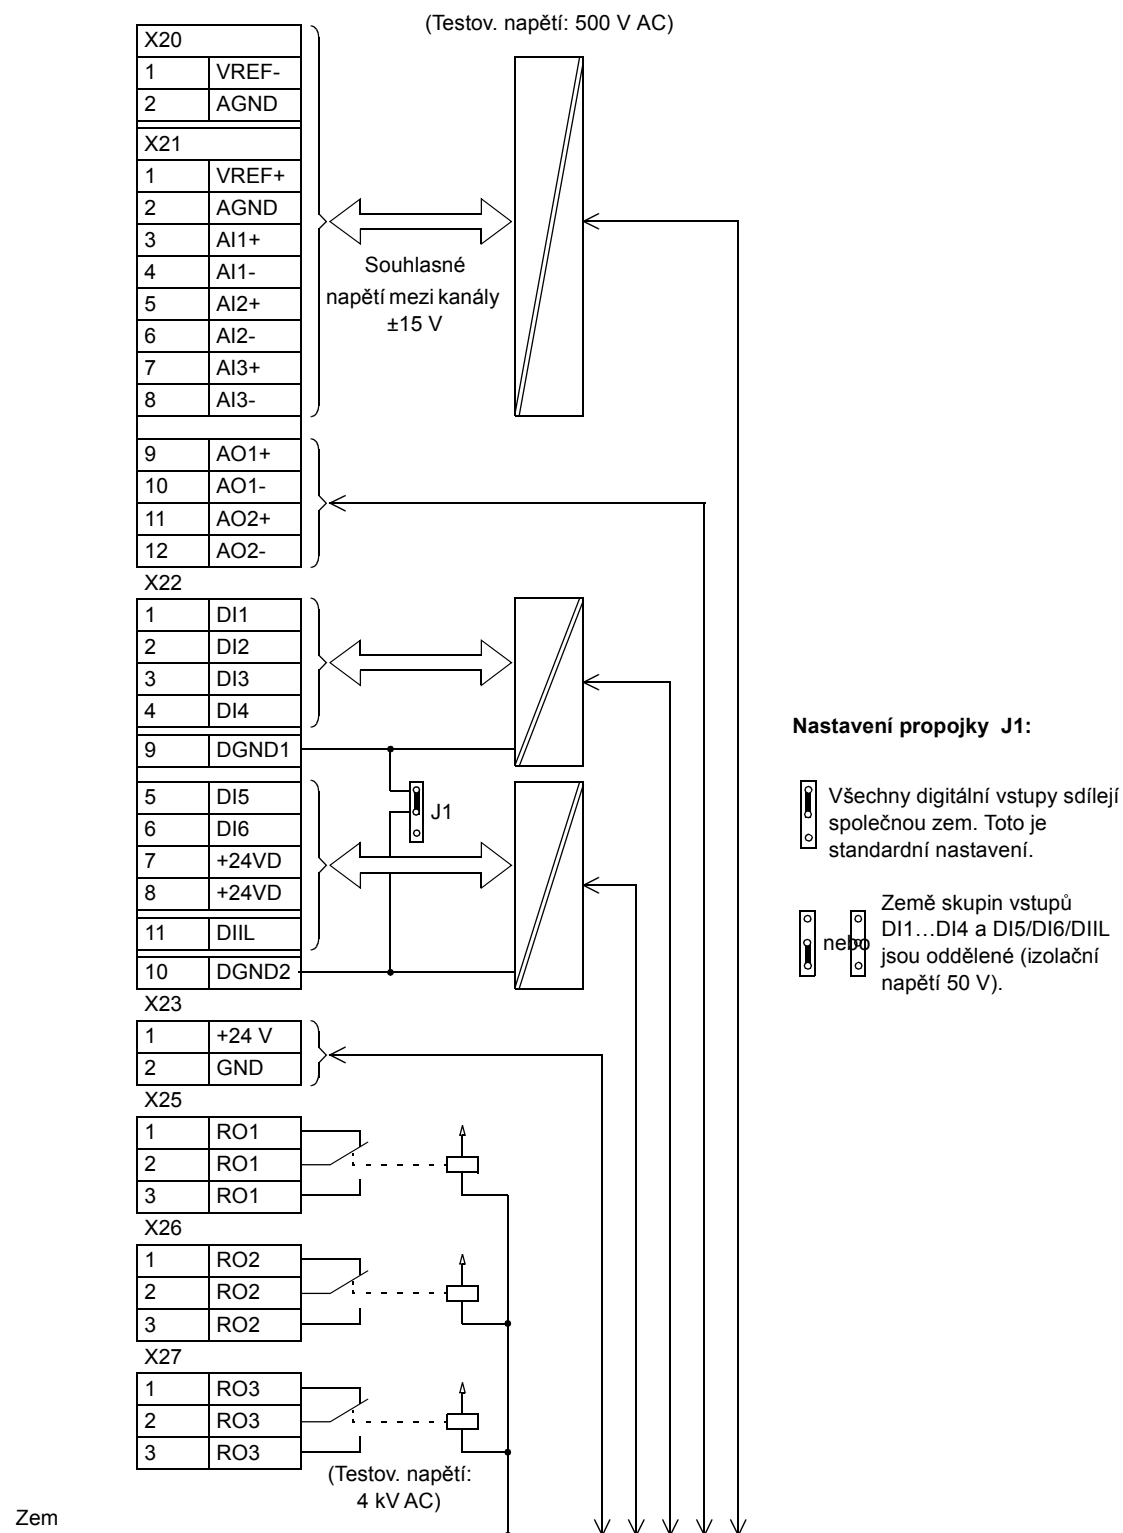 (Testov. napětí: 500 V AC)
X20
1 VREF-
2 AGND
X21
1 VREF+
2 AGND
3 AI1+
4 AI1-
5 AI2+
6 AI2-
7 AI3+
8 AI3-
Souhlasné
napětí mezi kanály
±15 V
9 AO1+
10 AO1-
11 AO2+
12 AO2-
X22
1 DI1
2 DI2
3 DI3
4 DI4
9 DGND1
5 DI5
6 DI6
7 +24VD
8 +24VD
11 DIIL
10 DGND2
J1
Nastavení propojky J1:
Všechny digitální vstupy sdílejí
společnou zem. Toto je
standardní nastavení.
nebo
Země skupin vstupů
DI1…DI4 a DI5/DI6/DIIL
jsou oddělené (izolační
napětí 50 V).
X23
1 +24 V
2 GND
X25
1 RO1
2 RO1
3 RO1
X26
1 RO2
2 RO2
3 RO2
X27
1 RO3
2 RO3
3 RO3
(Testov. napětí:
4 kV AC)
Zem